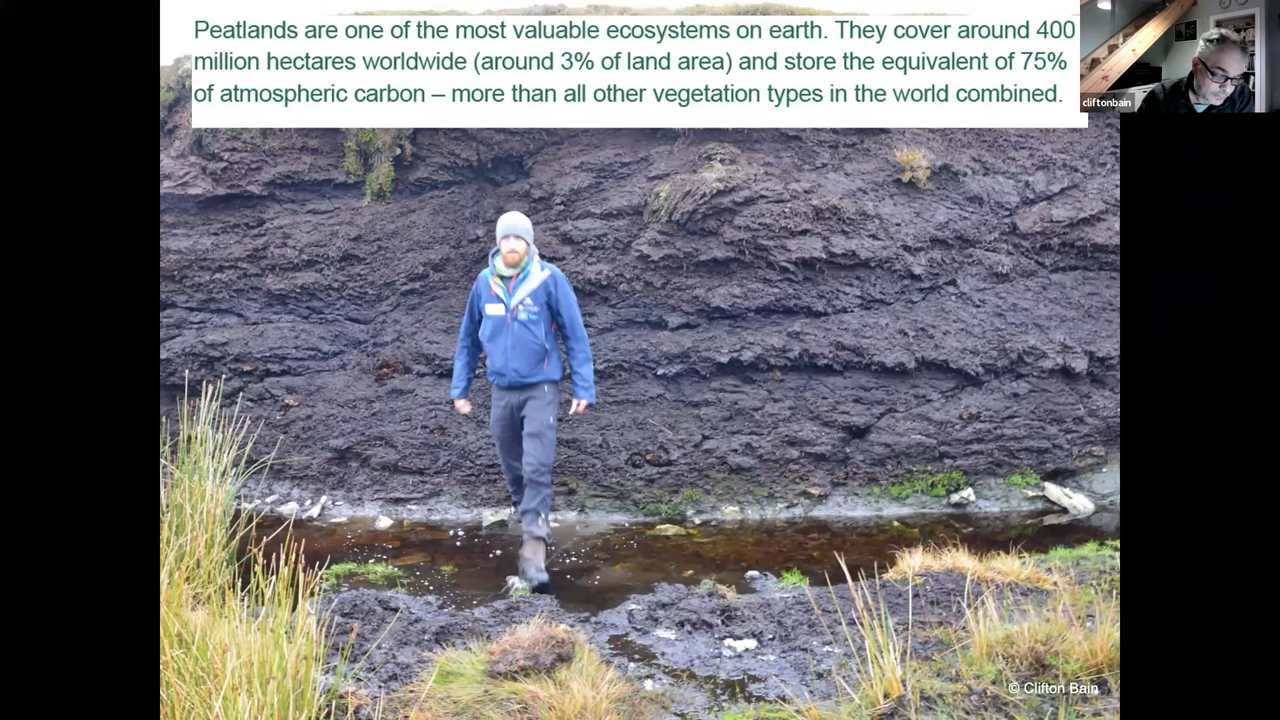 Peatlands are one of the most valuable ecosystems on earth. They cover around 400
million hectares worldwide (around 3% of land area) and store the equivalent of 75%
of atmospheric carbon – more than all other vegetation types in the world combined.
cliftonbain
© Clifton Bain